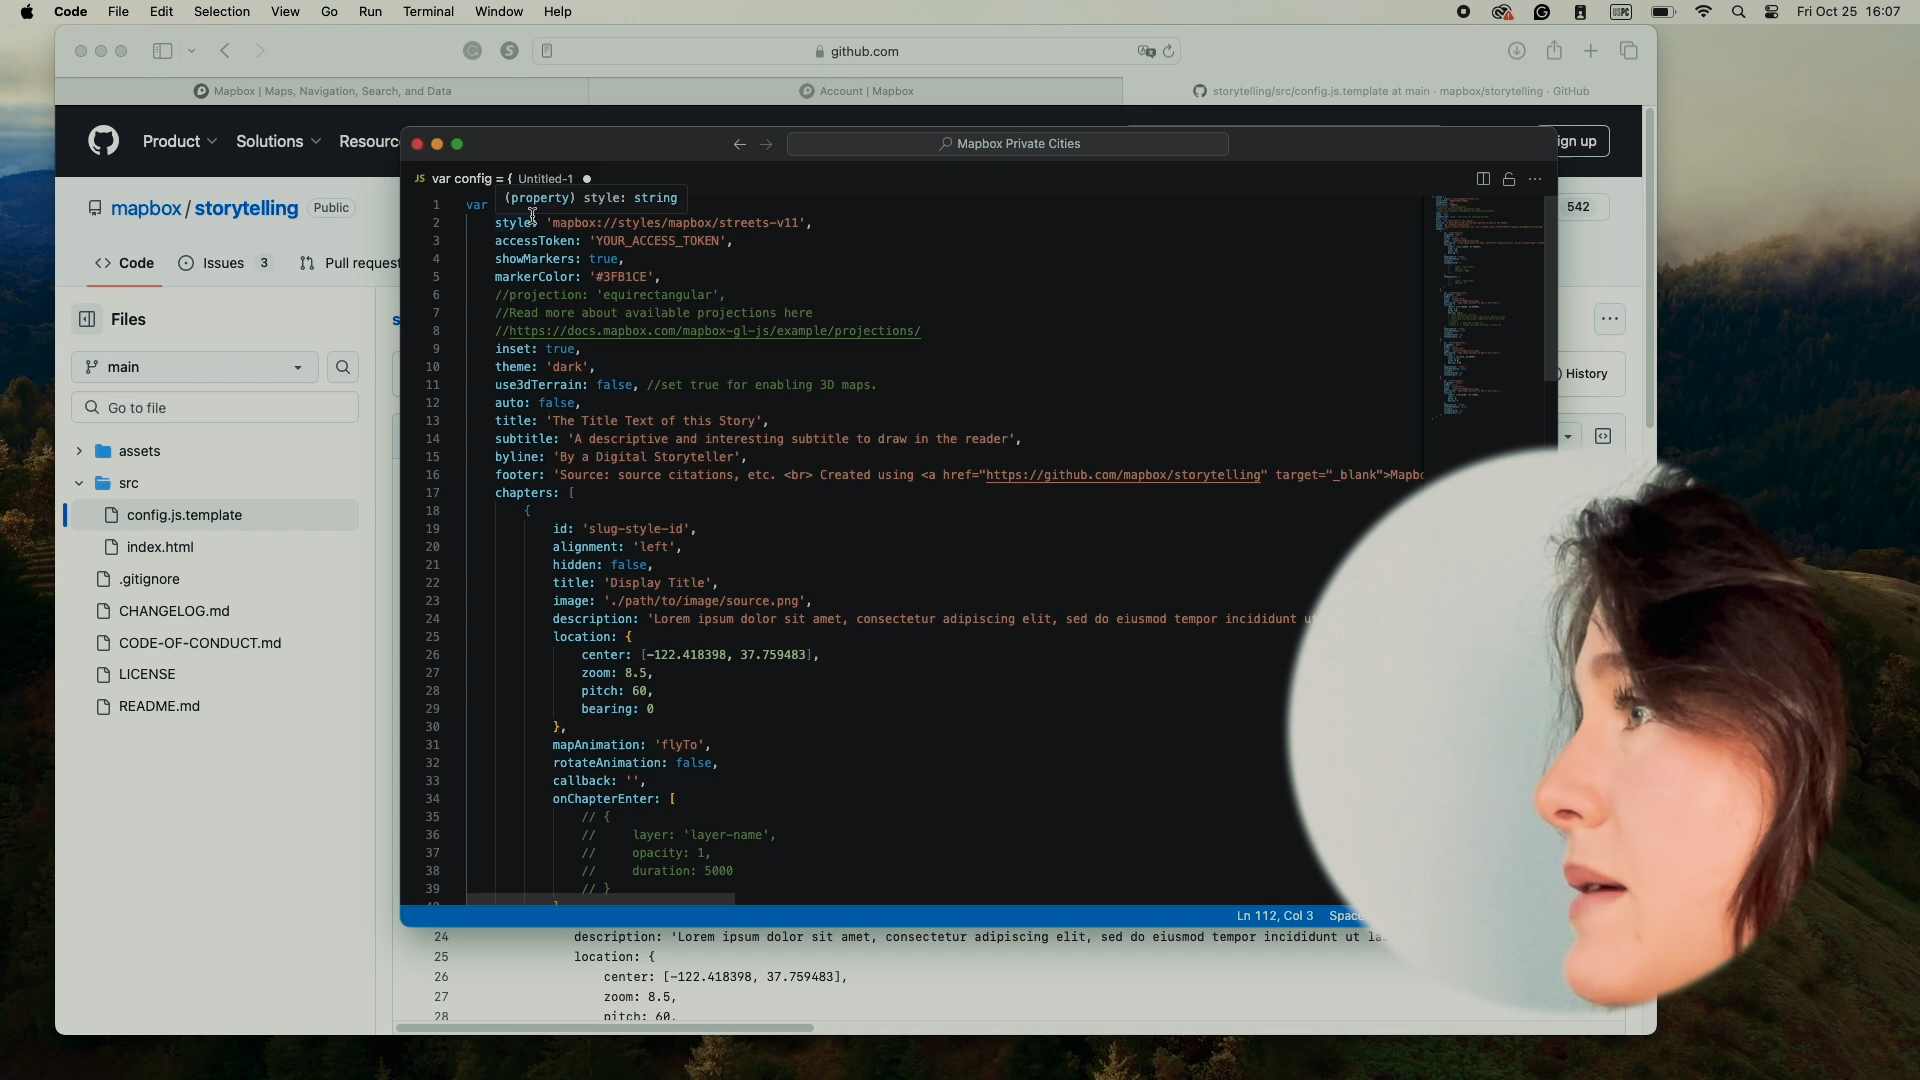 Code File Edit Selection View Go Run Terminal Window Help
USPC
Fri Oct 25 16:07
github.com
Mapbox | Maps, Navigation, Search, and Data
Account | Mapbox
storytelling/src/config.js.template at main · mapbox/storytelling · GitHub
Product
Solutions
Resourc
ign up
mapbox / storytelling
Public
542
Code
Issues 3
Pull request
Files
main
Go to file
assets
src
config.js.template
index.html
.gitignore
CHANGELOG.md
CODE-OF-CONDUCT.md
LICENSE
README.md
History
Mapbox Private Cities
JS var config = { Untitled-1
(property) style: string
1 var
2 style: 'mapbox://styles/mapbox/streets-v11',
3 accessToken: 'YOUR_ACCESS_TOKEN',
4 showMarkers: true,
5 markerColor: '#3FB1CE',
6 //projection: 'equirectangular',
7 //Read more about available projections here
8 //https://docs.mapbox.com/mapbox-gl-js/example/projections/
9 inset: true,
10 theme: 'dark',
11 use3dTerrain: false, //set true for enabling 3D maps.
12 auto: false,
13 title: 'The Title Text of this Story',
14 subtitle: 'A descriptive and interesting subtitle to draw in the reader',
15 byline: 'By a Digital Storyteller',
16 footer: 'Source: source citations, etc. <br> Created using <a href="https://github.com/mapbox/storytelling" target="_blank">Mapbo
17 chapters: [
18 {
19 id: 'slug-style-id',
20 alignment: 'left',
21 hidden: false,
22 title: 'Display Title',
23 image: './path/to/image/source.png',
24 description: 'Lorem ipsum dolor sit amet, consectetur adipiscing elit, sed do eiusmod tempor incididunt u
25 location: {
26 center: [-122.418398, 37.759483],
27 zoom: 8.5,
28 pitch: 60,
29 bearing: 0
30 },
31 mapAnimation: 'flyTo',
32 rotateAnimation: false,
33 callback: '',
34 onChapterEnter: [
35 // {
36 // layer: 'layer-name',
37 // opacity: 1,
38 // duration: 5000
39 // }
40 ]
Ln 112, Col 3 Space
24 description: 'Lorem ipsum dolor sit amet, consectetur adipiscing elit, sed do eiusmod tempor incididunt ut la
25 location: {
26 center: [-122.418398, 37.759483],
27 zoom: 8.5,
28 pitch: 60,